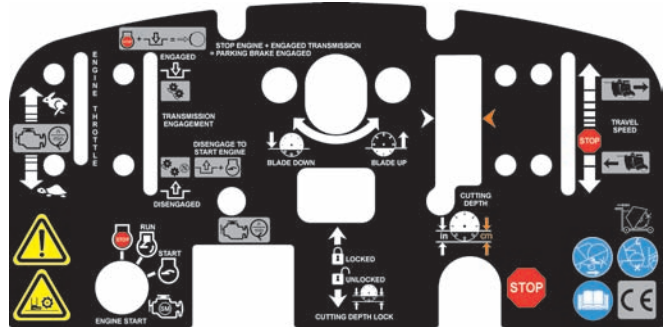 STOP ENGINE + ENGAGED TRANSMISSION
= PARKING BRAKE ENGAGED
ENGINE THROTTLE
ENGAGED
TRANSMISSION
ENGAGEMENT
DISENGAGE TO
START ENGINE
DISENGAGED
BLADE DOWN
BLADE UP
TRAVEL
SPEED
STOP
CUTTING
DEPTH
in
cm
RUN
STOP
START
SM
ENGINE START
LOCKED
UNLOCKED
CUTTING DEPTH LOCK
STOP
CE